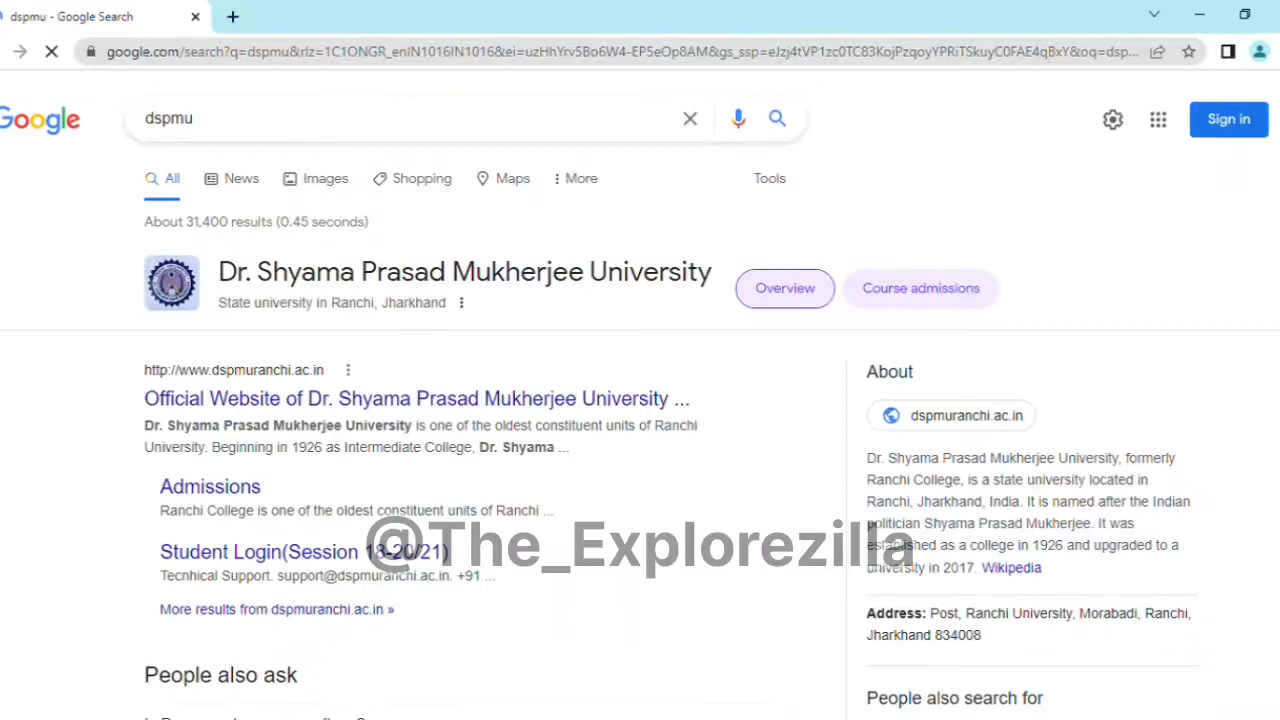 dspmu - Google Search
google.com/search?q=dspmu&rlz=1C1ONGR_enIN1016IN1016&ei=uzHhYrv5Bo6W4-EP5eOp8AM&gs_ssp=eJzj4tVP1zc0TC83KojPzqoyYPRiTSkuyC0FAE4qBxY&oq=dsp...
Google
dspmu
Sign in
All
News
Images
Shopping
Maps
More
Tools
About 31,400 results (0.45 seconds)
Dr. Shyama Prasad Mukherjee University
State university in Ranchi, Jharkhand
Overview
Course admissions
http://www.dspmuranchi.ac.in
Official Website of Dr. Shyama Prasad Mukherjee University ...
Dr. Shyama Prasad Mukherjee University is one of the oldest constituent units of Ranchi
University. Beginning in 1926 as Intermediate College, Dr. Shyama ...
Admissions
Ranchi College is one of the oldest constituent units of Ranchi ...
Student Login(Session 18-20/21)
Tecnhical Support. support@dspmuranchi.ac.in. +91 ...
More results from dspmuranchi.ac.in »
People also ask
About
dspmuranchi.ac.in
Dr. Shyama Prasad Mukherjee University, formerly
Ranchi College, is a state university located in
Ranchi, Jharkhand, India. It is named after the Indian
politician Shyama Prasad Mukherjee. It was
established as a college in 1926 and upgraded to a
university in 2017. Wikipedia
Address: Post, Ranchi University, Morabadi, Ranchi,
Jharkhand 834008
People also search for
@The_Explorezilla